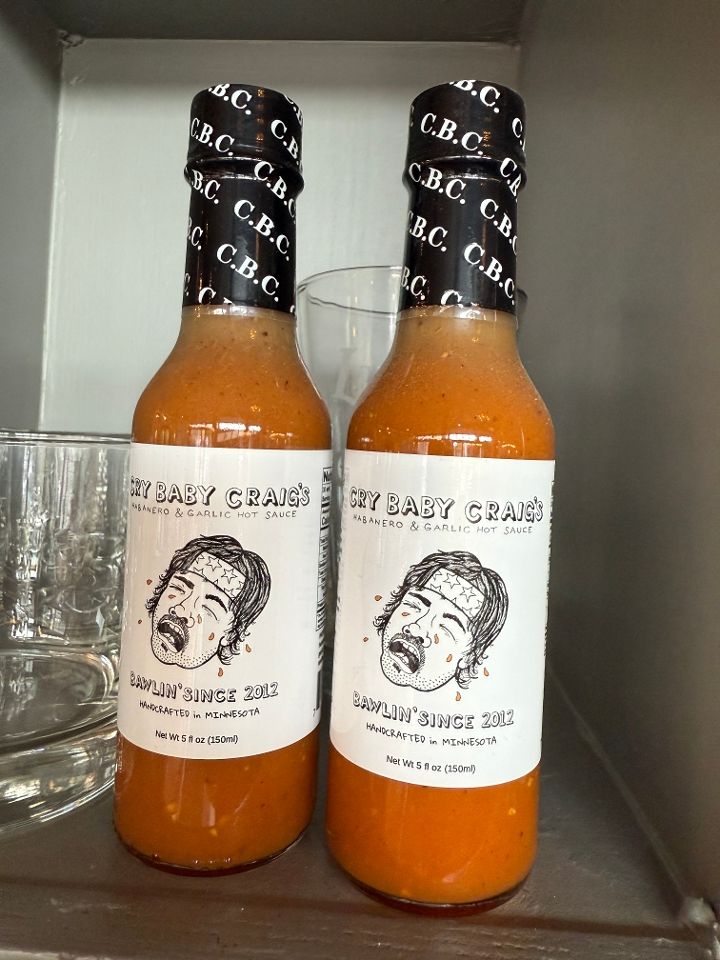 C.B.C.
C.B.C.
C.B.C.
C.B.C.
C.B.C.
CRY BABY CRAIG'S
HABANERO & GARLIC HOT SAUCE
BAWLIN' SINCE 2012
HANDCRAFTED in MINNESOTA
Net Wt 5 fl oz (150ml)
C.B.C.
C.B.C.
C.B.C.
C.B.C.
C.B.C.
CRY BABY CRAIG'S
HABANERO & GARLIC HOT SAUCE
BAWLIN' SINCE 2012
HANDCRAFTED in MINNESOTA
Net Wt 5 fl oz (150ml)